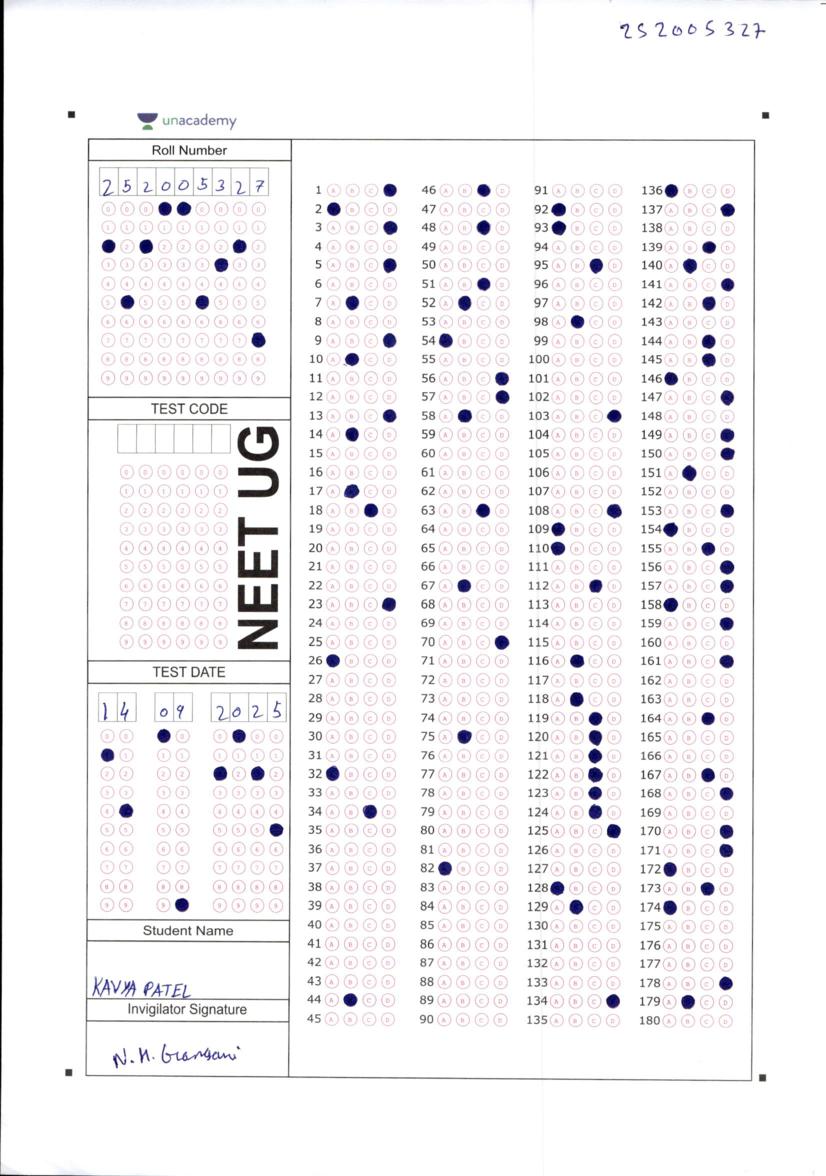 252005327
unacademy
Roll Number
2 5 2 0 0 5 3 2 7
TEST CODE
NEET UG
TEST DATE
14 09 2025
Student Name
KAVYA PATEL
Invigilator Signature
N. M.
1 A B C 46 A B D 91 A B C D 136 B C D
2 B C D 47 A B C D 92 B C D 137 A B C
3 A B C 48 A B D 93 B C D 138 A B C D
4 A B C D 49 A B C D 94 A B C D 139 A B D
5 A B C 50 A B C D 95 A B D 140 A C D
6 A B C D 51 A B D 96 A B C D 141 A B C
7 A C D 52 A C D 97 A B C D 142 A B D
8 A B C D 53 A B C D 98 A C D 143 A B C D
9 A B C 54 B C D 99 A B C D 144 A B D
10 A C D 55 A B C D 100 A B C D 145 A B D
11 A B C D 56 A B C 101 A B C D 146 B C D
12 A B C D 57 A B C 102 A B C D 147 A B C
13 A B C 58 A C D 103 A B C 148 A B C D
14 A C D 59 A B C D 104 A B C D 149 A B C
15 A B C D 60 A B C D 105 A B C D 150 A B C
16 A B C D 61 A B C D 106 A B C D 151 A C D
17 A C D 62 A B C D 107 A B C D 152 A B C D
18 A B D 63 A B D 108 A B C 153 A B C
19 A B C D 64 A B C D 109 B C D 154 B C D
20 A B C D 65 A B C D 110 B C D 155 A B D
21 A B C D 66 A B C D 111 A B C D 156 A B C
22 A B C D 67 A C D 112 A B D 157 A B C
23 A B C 68 A B C D 113 A B C D 158 B C D
24 A B C D 69 A B C D 114 A B C D 159 A B C
25 A B C D 70 A B C 115 A B C D 160 A B C D
26 B C D 71 A B C D 116 A C D 161 A B C
27 A B C D 72 A B C D 117 A B C D 162 A B C D
28 A B C D 73 A B C D 118 A C D 163 A B C D
29 A B C D 74 A B C D 119 A B D 164 A B D
30 A B C D 75 A C D 120 A B D 165 A B C D
31 A B C D 76 A B C D 121 A B D 166 A B C D
32 B C D 77 A B C D 122 A B D 167 A B D
33 A B C D 78 A B C D 123 A B D 168 A B C
34 A B D 79 A B C D 124 A B D 169 A B C D
35 A B C D 80 A B C D 125 A B C 170 A B C
36 A B C D 81 A B C D 126 A B C D 171 A B C
37 A B C D 82 B C D 127 A B C D 172 B C D
38 A B C D 83 A B C D 128 B C D 173 A B D
39 A B C D 84 A B C D 129 A C D 174 B C D
40 A B C D 85 A B C D 130 A B C D 175 A B C D
41 A B C D 86 A B C D 131 A B C D 176 A B C D
42 A B C D 87 A B C D 132 A B C D 177 A B C D
43 A B C D 88 A B C D 133 A B C D 178 A B C
44 A C D 89 A B C D 134 A B C 179 A C D
45 A B C D 90 A B C D 135 A B C D 180 A B C D